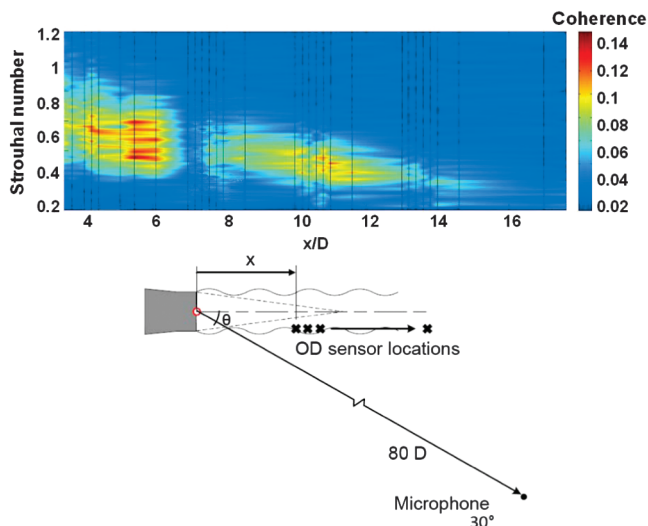 Coherence
1.2
1
0.8
0.6
0.4
0.2
Strouhal number
4 6 8 10 12 14 16
x/D
0.14
0.12
0.1
0.08
0.06
0.04
0.02
x
θ
OD sensor locations
80 D
Microphone
30°